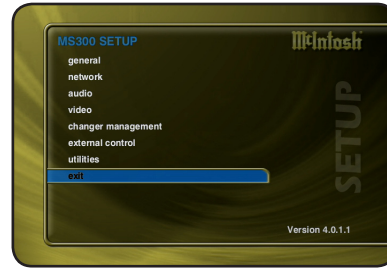 MS300 SETUP
McIntosh
general
network
audio
video
changer management
external control
utilities
exit
SETUP
Version 4.0.1.1